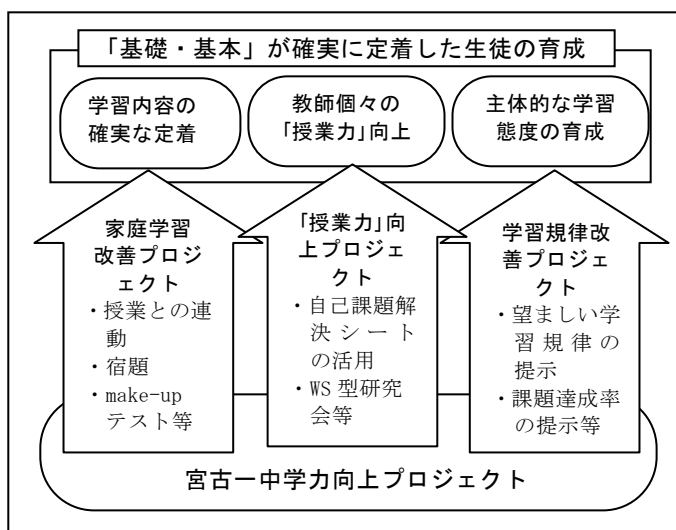 「基礎・基本」が確実に定着した生徒の育成
学習内容の
確実な定着
教師個々の
「授業力」向上
主体的な学習
態度の育成
家庭学習
改善プロジ
ェクト
・授業との連
動
・宿題
・make-up
テスト等
「授業力」向
上プロジェ
クト
・自己課題解
決シート
の活用
・WS 型研究
会等
学習規律改
善プロジェ
クト
・望ましい学
習規律の
提示
・課題達成率
の提示等
宮古一中学力向上プロジェクト